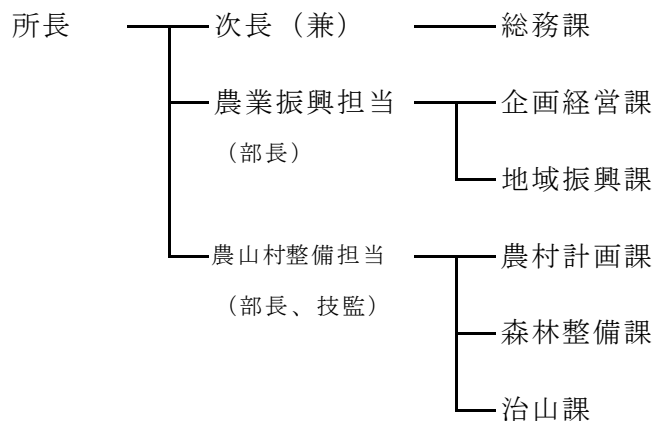 所長 次長（兼） 総務課
農業振興担当 企画経営課
（部長）
地域振興課
農山村整備担当 農村計画課
（部長、技監）
森林整備課
治山課